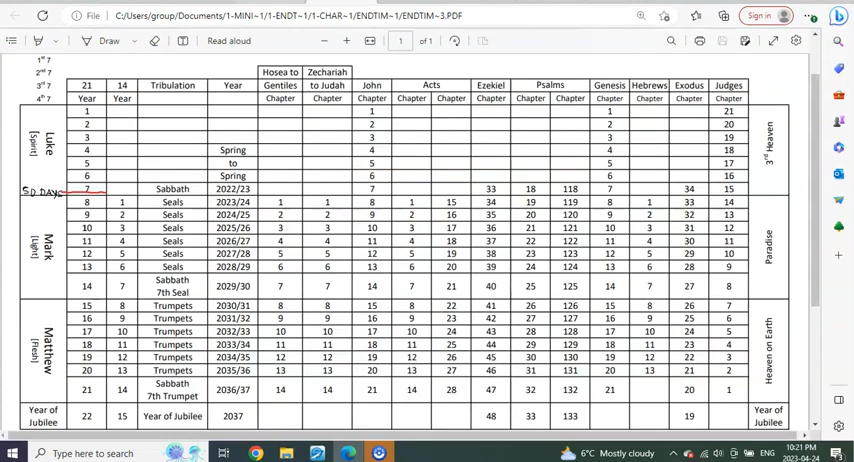 File C:/Users/group/Documents/1-MINI~1/1-ENDT~1/1-CHAR~1/ENDTIM~1/ENDTIM~3.PDF Sign in
Draw Read aloud 1 of 1
1st 7
2nd 7 Hosea to Zechariah
3rd 7 21 14 Tribulation Year Gentiles to Judah John Acts Ezekiel Psalms Genesis Hebrews Exodus Judges
4th 7 Year Year Chapter Chapter Chapter Chapter Chapter Chapter Chapter Chapter Chapter Chapter Chapter Chapter
Luke [Spirit]
1 1 1 21
2 2 2 20
3 3 3 19
4 Spring 4 4 18
5 to 5 5 17
6 Spring 6 6 16
50 DAYS 7 Sabbath 2022/23 7 33 18 118 7 34 15
3rd Heaven
Mark [Light]
8 1 Seals 2023/24 1 1 8 1 15 34 19 119 8 1 33 14
9 2 Seals 2024/25 2 2 9 2 16 35 20 120 9 2 32 13
10 3 Seals 2025/26 3 3 10 3 17 36 21 121 10 3 31 12
11 4 Seals 2026/27 4 4 11 4 18 37 22 122 11 4 30 11
12 5 Seals 2027/28 5 5 12 5 19 38 23 123 12 5 29 10
13 6 Seals 2028/29 6 6 13 6 20 39 24 124 13 6 28 9
14 7 Sabbath 7th Seal 2029/30 7 7 14 7 21 40 25 125 14 7 27 8
Paradise
Matthew [Flesh]
15 8 Trumpets 2030/31 8 8 15 8 22 41 26 126 15 8 26 7
16 9 Trumpets 2031/32 9 9 16 9 23 42 27 127 16 9 25 6
17 10 Trumpets 2032/33 10 10 17 10 24 43 28 128 17 10 24 5
18 11 Trumpets 2033/34 11 11 18 11 25 44 29 129 18 11 23 4
19 12 Trumpets 2034/35 12 12 19 12 26 45 30 130 19 12 22 3
20 13 Trumpets 2035/36 13 13 20 13 27 46 31 131 20 13 21 2
21 14 Sabbath 7th Trumpet 2036/37 14 14 21 14 28 47 32 132 21 20 1
Heaven on Earth
Year of Jubilee 22 15 Year of Jubilee 2037 48 33 133 19 Year of Jubilee
Type here to search 6°C Mostly cloudy ENG 10:21 PM
2023-04-24